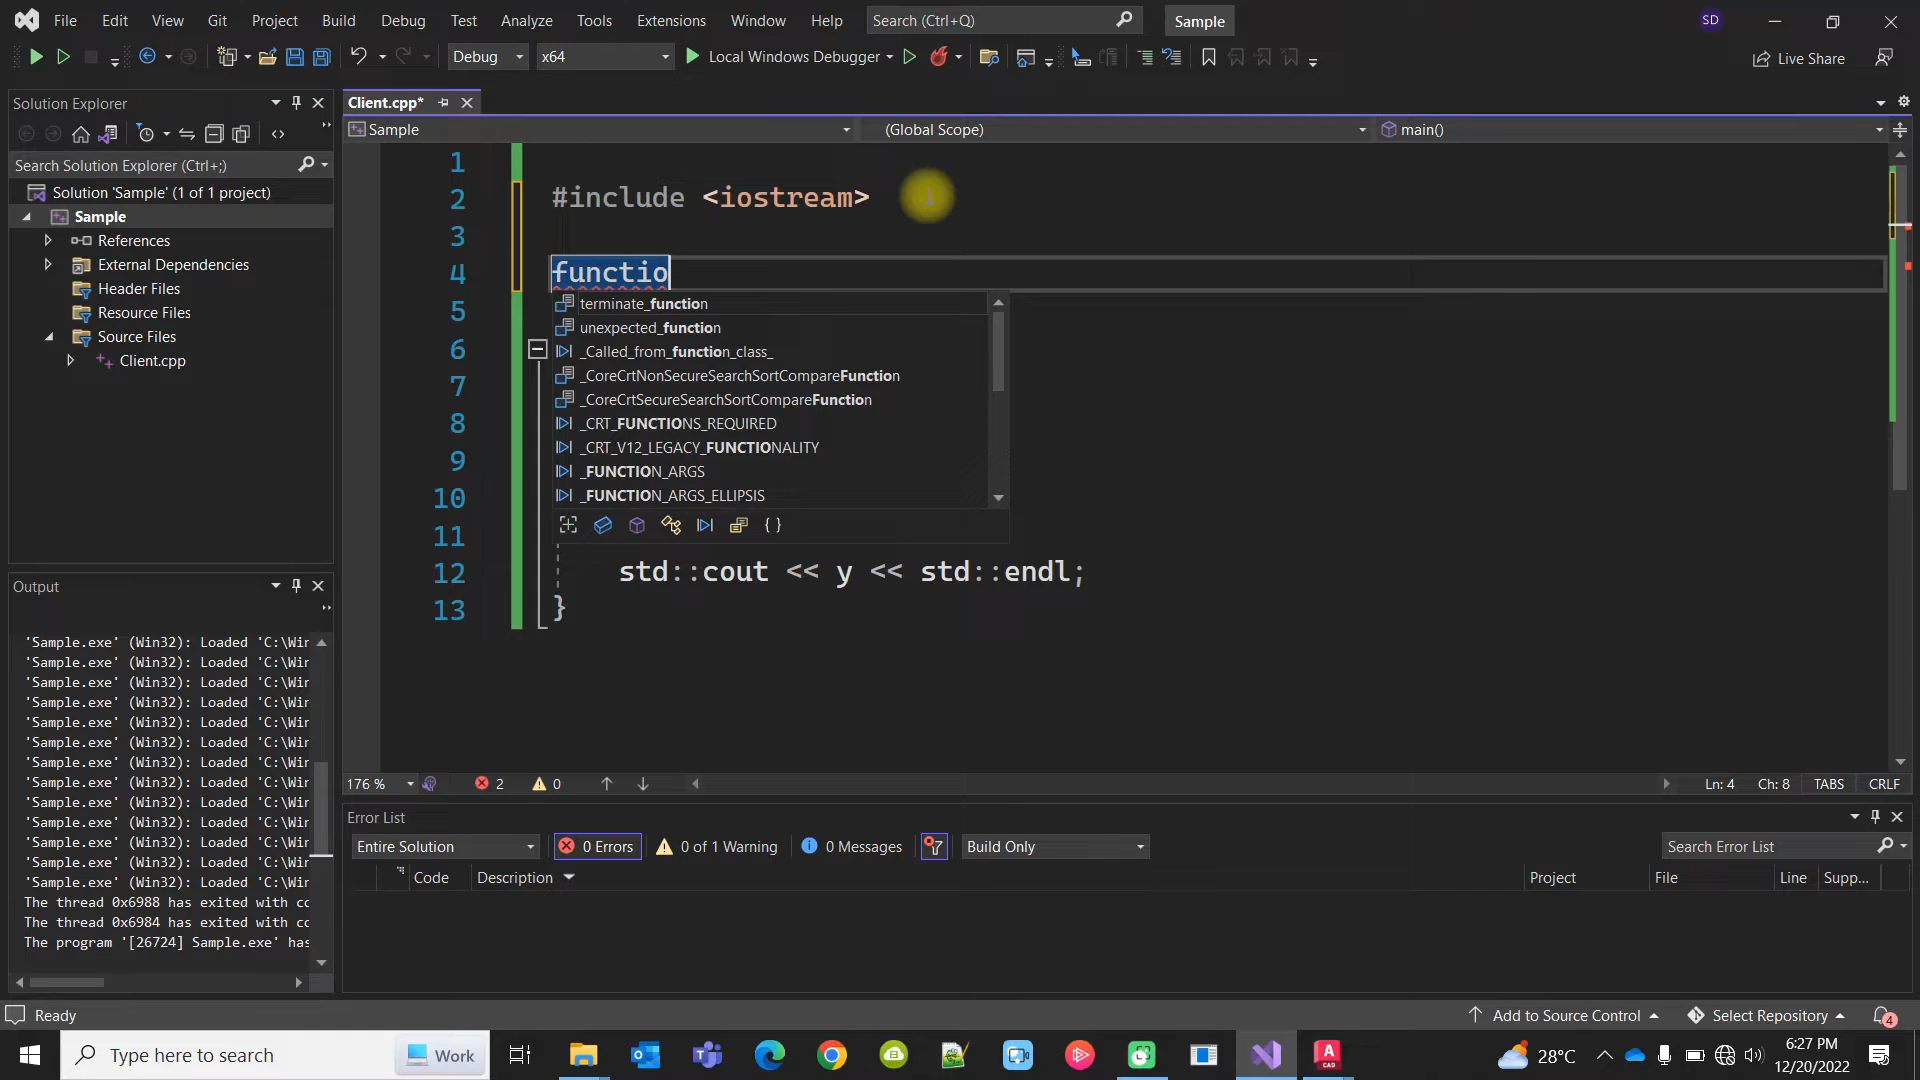 File Edit View Git Project Build Debug Test Analyze Tools Extensions Window Help Search (Ctrl+Q) Sample SD
Debug x64 Local Windows Debugger Live Share
Solution Explorer
Search Solution Explorer (Ctrl+;)
Solution 'Sample' (1 of 1 project)
Sample
References
External Dependencies
Header Files
Resource Files
Source Files
Client.cpp
Output
'Sample.exe' (Win32): Loaded 'C:\Wir
'Sample.exe' (Win32): Loaded 'C:\Wir
'Sample.exe' (Win32): Loaded 'C:\Wir
'Sample.exe' (Win32): Loaded 'C:\Wir
'Sample.exe' (Win32): Loaded 'C:\Wir
'Sample.exe' (Win32): Loaded 'C:\Wir
'Sample.exe' (Win32): Loaded 'C:\Wir
'Sample.exe' (Win32): Loaded 'C:\Wir
'Sample.exe' (Win32): Loaded 'C:\Wir
'Sample.exe' (Win32): Loaded 'C:\Wir
'Sample.exe' (Win32): Loaded 'C:\Wir
'Sample.exe' (Win32): Loaded 'C:\Wir
'Sample.exe' (Win32): Loaded 'C:\Wir
The thread 0x6988 has exited with cc
The thread 0x6984 has exited with cc
The program '[26724] Sample.exe' has
Client.cpp*
Sample (Global Scope) main()
1
2 #include <iostream>
3
4 functio
5
6
7
8
9
10
11
12 std::cout << y << std::endl;
13 }
terminate_function
unexpected_function
_Called_from_function_class_
_CoreCrtNonSecureSearchSortCompareFunction
_CoreCrtSecureSearchSortCompareFunction
_CRT_FUNCTIONS_REQUIRED
_CRT_V12_LEGACY_FUNCTIONALITY
_FUNCTION_ARGS
_FUNCTION_ARGS_ELLIPSIS
176 % 2 0 Ln: 4 Ch: 8 TABS CRLF
Error List
Entire Solution 0 Errors 0 of 1 Warning 0 Messages Build Only Search Error List
Code Description Project File Line Supp...
Ready Add to Source Control Select Repository 4
Type here to search Work 28°C 6:27 PM
12/20/2022
A
CAD